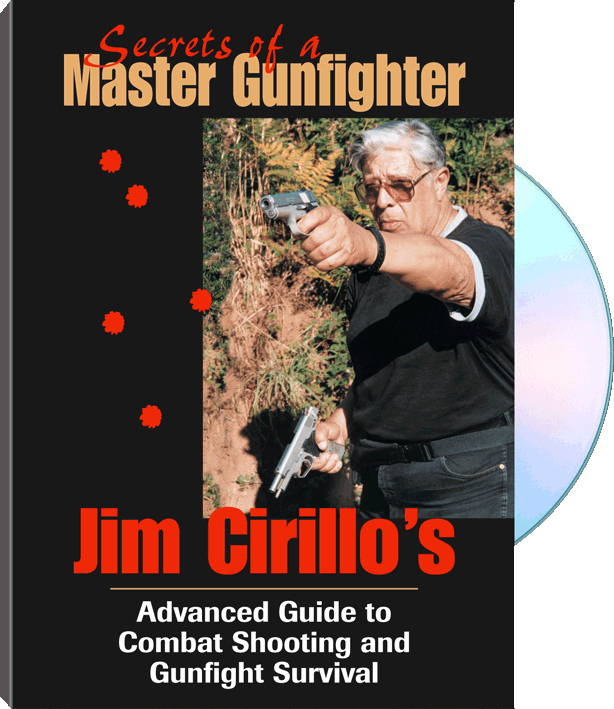 Secrets of a
Master Gunfighter
Jim Cirillo's
Advanced Guide to
Combat Shooting and
Gunfight Survival